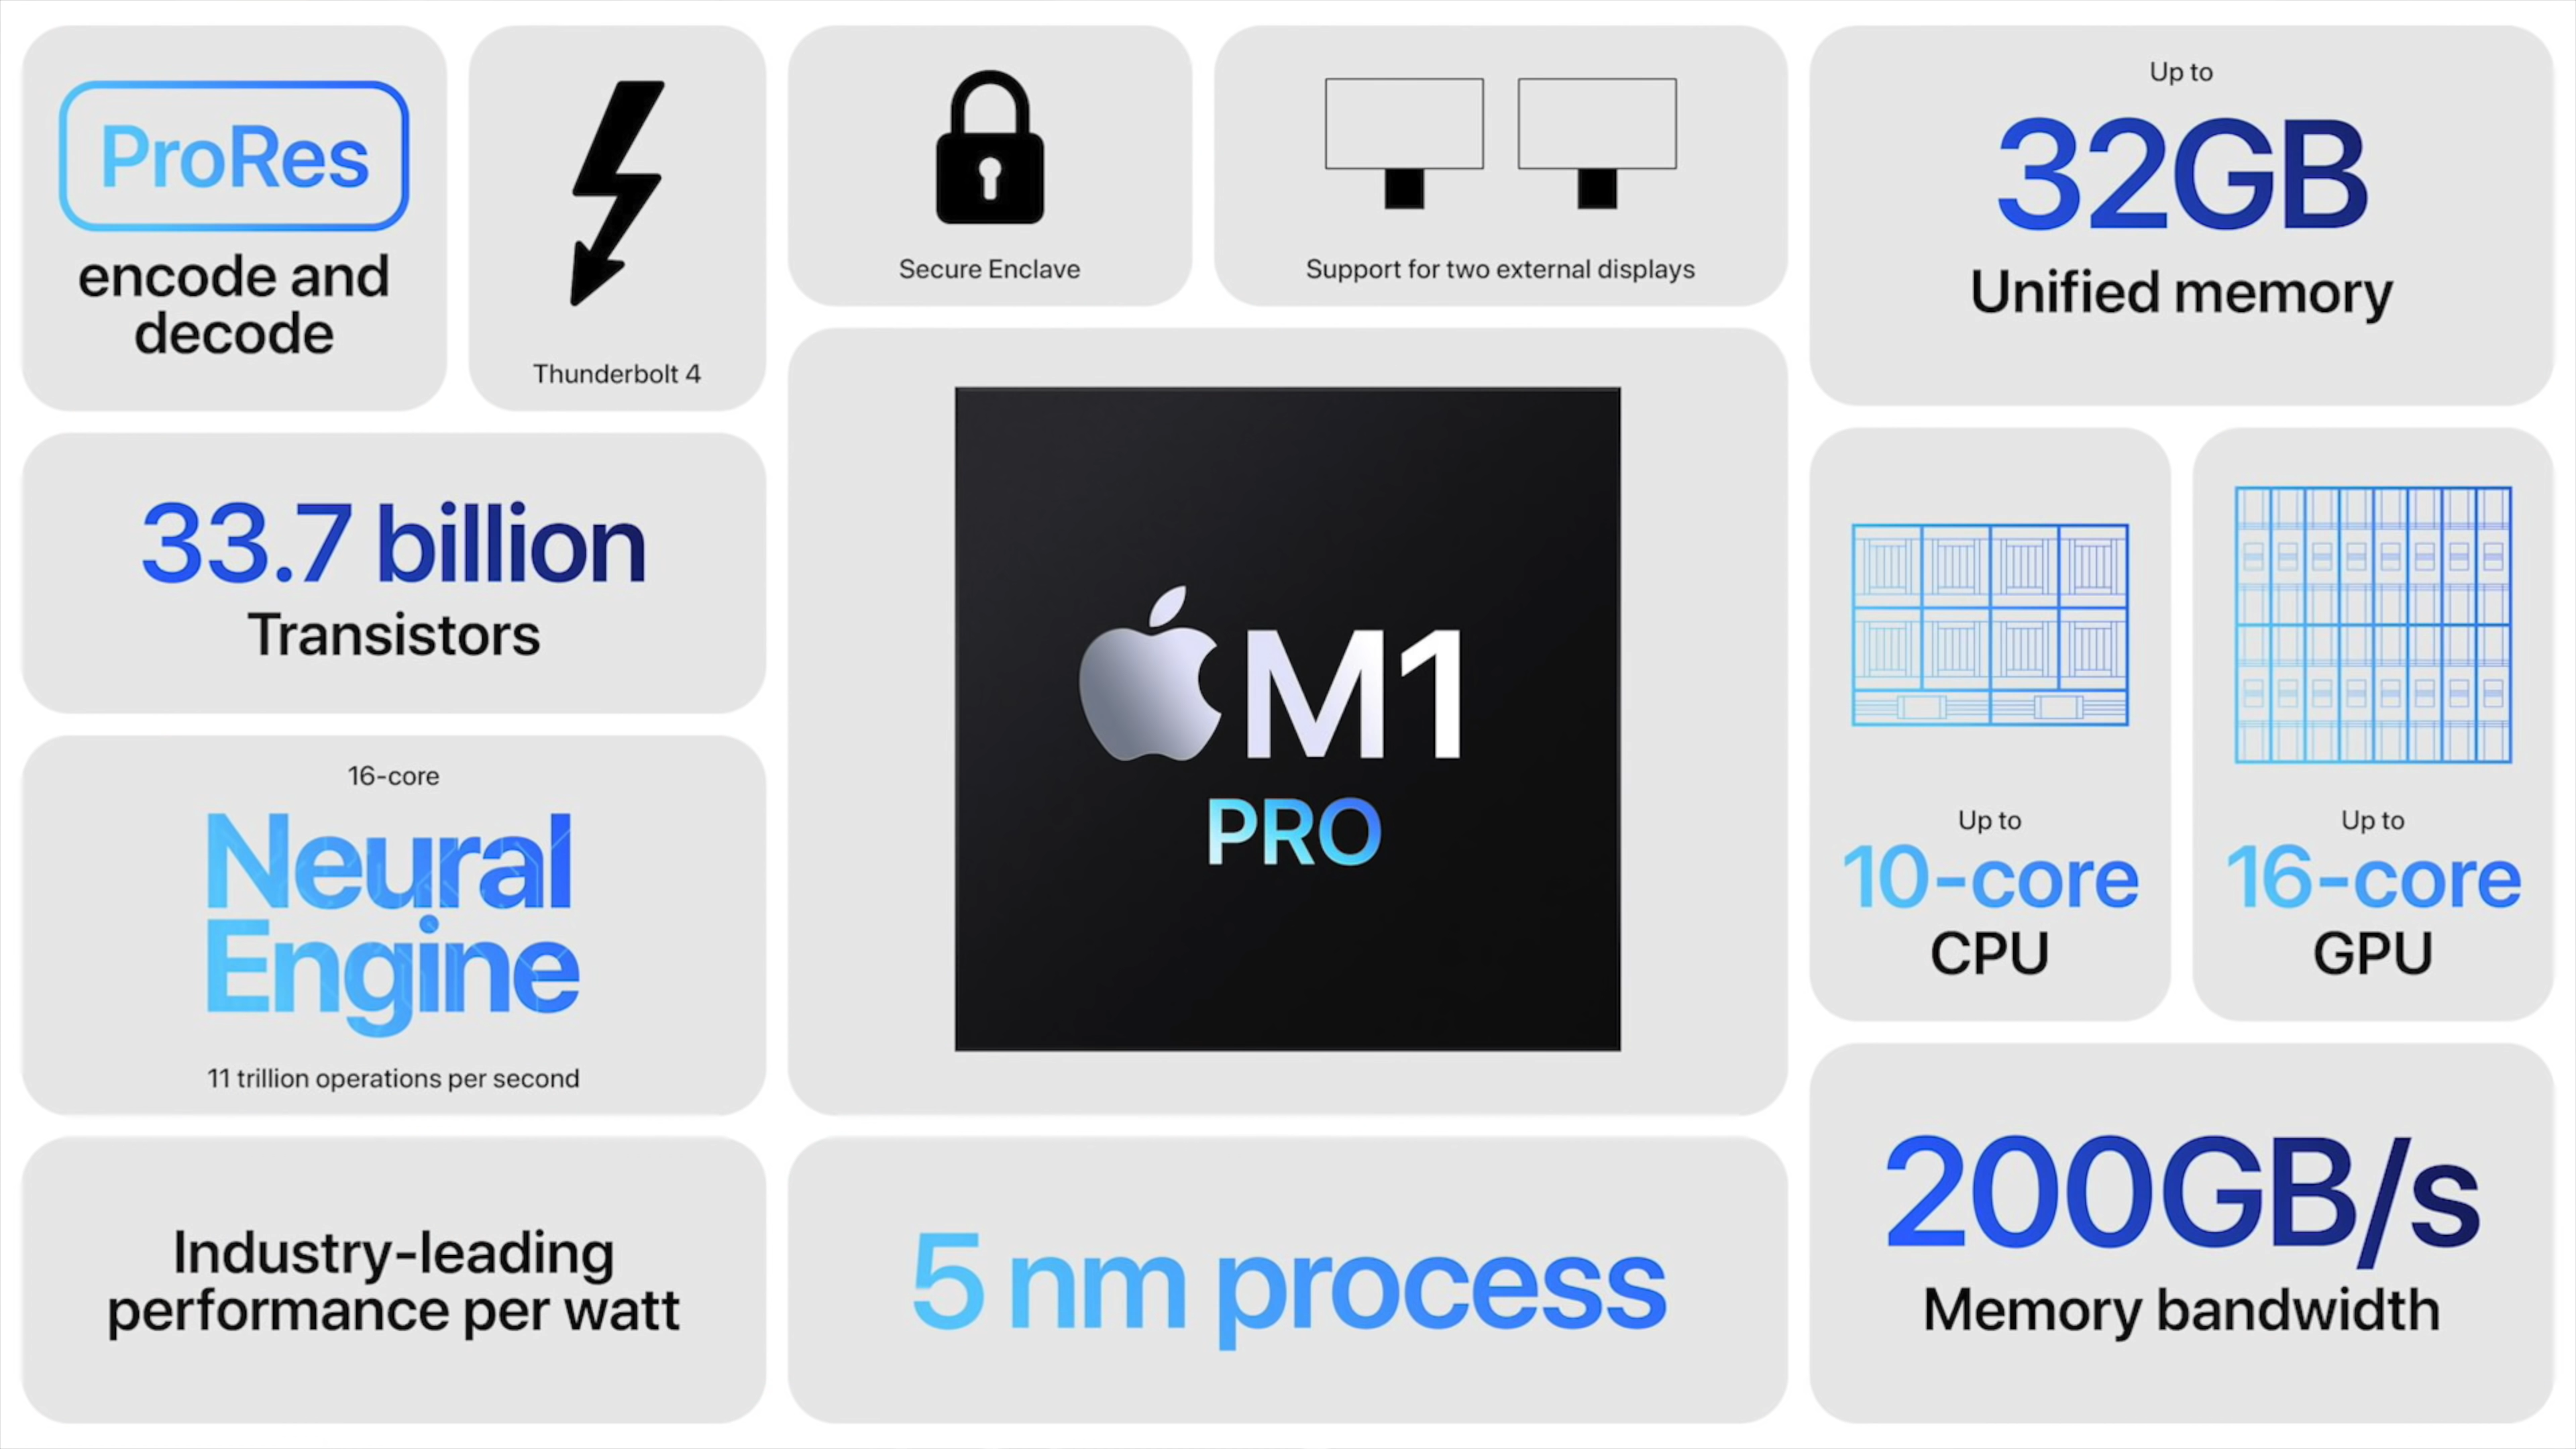 ProRes
encode and
decode
Thunderbolt 4
Secure Enclave
Support for two external displays
Up to
32GB
Unified memory
33.7 billion
Transistors
M1
PRO
Up to
10-core
CPU
Up to
16-core
GPU
16-core
Neural
Engine
11 trillion operations per second
Industry-leading
performance per watt
5 nm process
200GB/s
Memory bandwidth